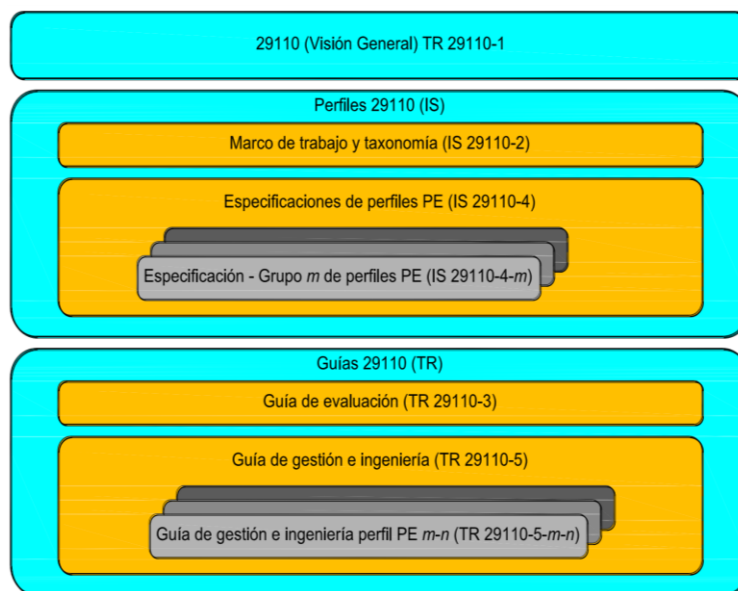 29110 (Visión General) TR 29110-1
Perfiles 29110 (IS)
Marco de trabajo y taxonomía (IS 29110-2)
Especificaciones de perfiles PE (IS 29110-4)
Especificación - Grupo m de perfiles PE (IS 29110-4-m)
Guías 29110 (TR)
Guía de evaluación (TR 29110-3)
Guía de gestión e ingeniería (TR 29110-5)
Guía de gestión e ingeniería perfil PE m-n (TR 29110-5-m-n)